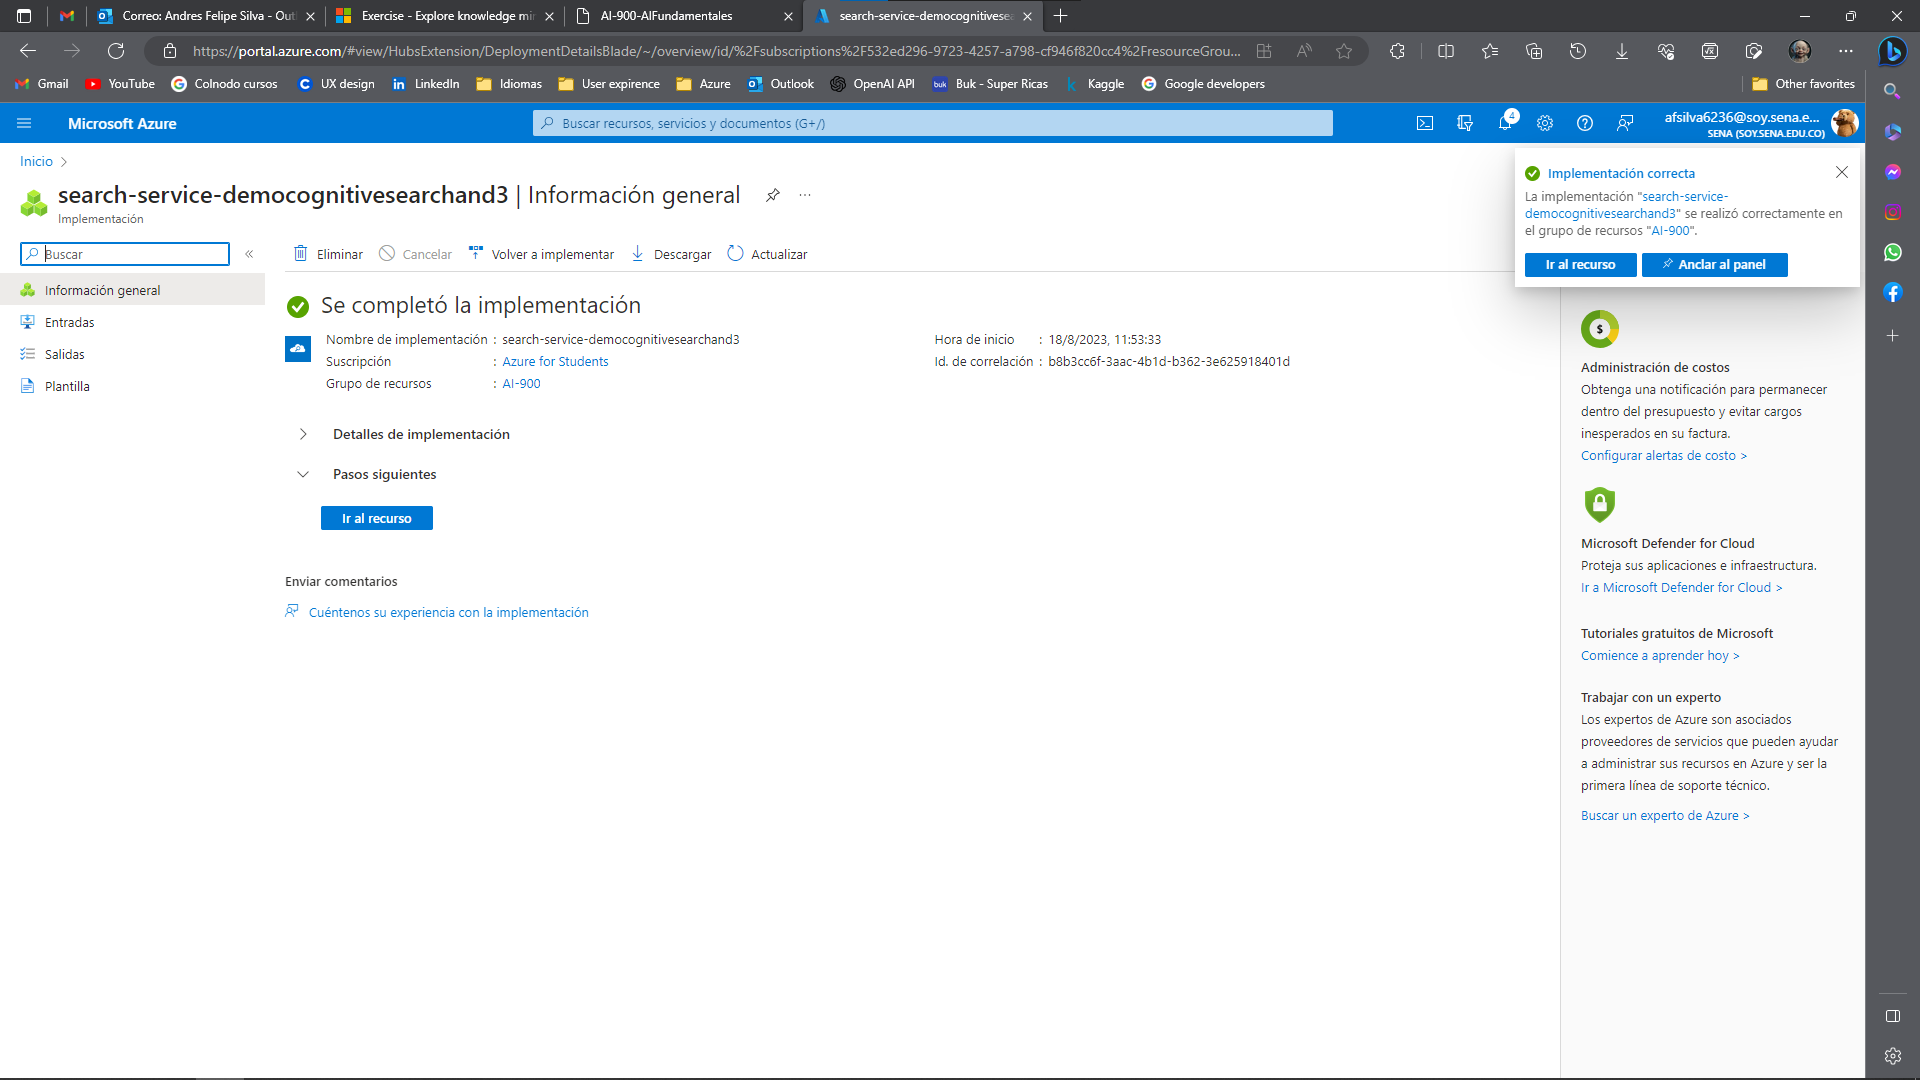 Correo: Andres Felipe Silva - Out
Exercise - Explore knowledge mi
AI-900-AIFundamentales
search-service-democognitivesea
https://portal.azure.com/#view/HubsExtension/DeploymentDetailsBlade/~/overview/id/%2Fsubscriptions%2F532ed296-9723-4257-a798-cf946f820cc4%2FresourceGrou...
Gmail YouTube Colnodo cursos UX design LinkedIn Idiomas User expirence Azure Outlook OpenAI API Buk - Super Ricas Kaggle Google developers Other favorites
Microsoft Azure
Buscar recursos, servicios y documentos (G+/)
4
afsilva6236@soy.sena.e...
SENA (SOY.SENA.EDU.CO)
Inicio
search-service-democognitivesearchand3 | Información general
Implementación
Buscar
Eliminar Cancelar Volver a implementar Descargar Actualizar
Información general
Entradas
Salidas
Plantilla
Se completó la implementación
Nombre de implementación : search-service-democognitivesearchand3
Suscripción : Azure for Students
Grupo de recursos : AI-900
Hora de inicio : 18/8/2023, 11:53:33
Id. de correlación : b8b3cc6f-3aac-4b1d-b362-3e625918401d
Detalles de implementación
Pasos siguientes
Ir al recurso
Enviar comentarios
Cuéntenos su experiencia con la implementación
Implementación correcta
La implementación "search-service-
democognitivesearchand3" se realizó correctamente en
el grupo de recursos "AI-900".
Ir al recurso
Anclar al panel
Administración de costos
Obtenga una notificación para permanecer
dentro del presupuesto y evitar cargos
inesperados en su factura.
Configurar alertas de costo >
Microsoft Defender for Cloud
Proteja sus aplicaciones e infraestructura.
Ir a Microsoft Defender for Cloud >
Tutoriales gratuitos de Microsoft
Comience a aprender hoy >
Trabajar con un experto
Los expertos de Azure son asociados
proveedores de servicios que pueden ayudar
a administrar sus recursos en Azure y ser la
primera línea de soporte técnico.
Buscar un experto de Azure >